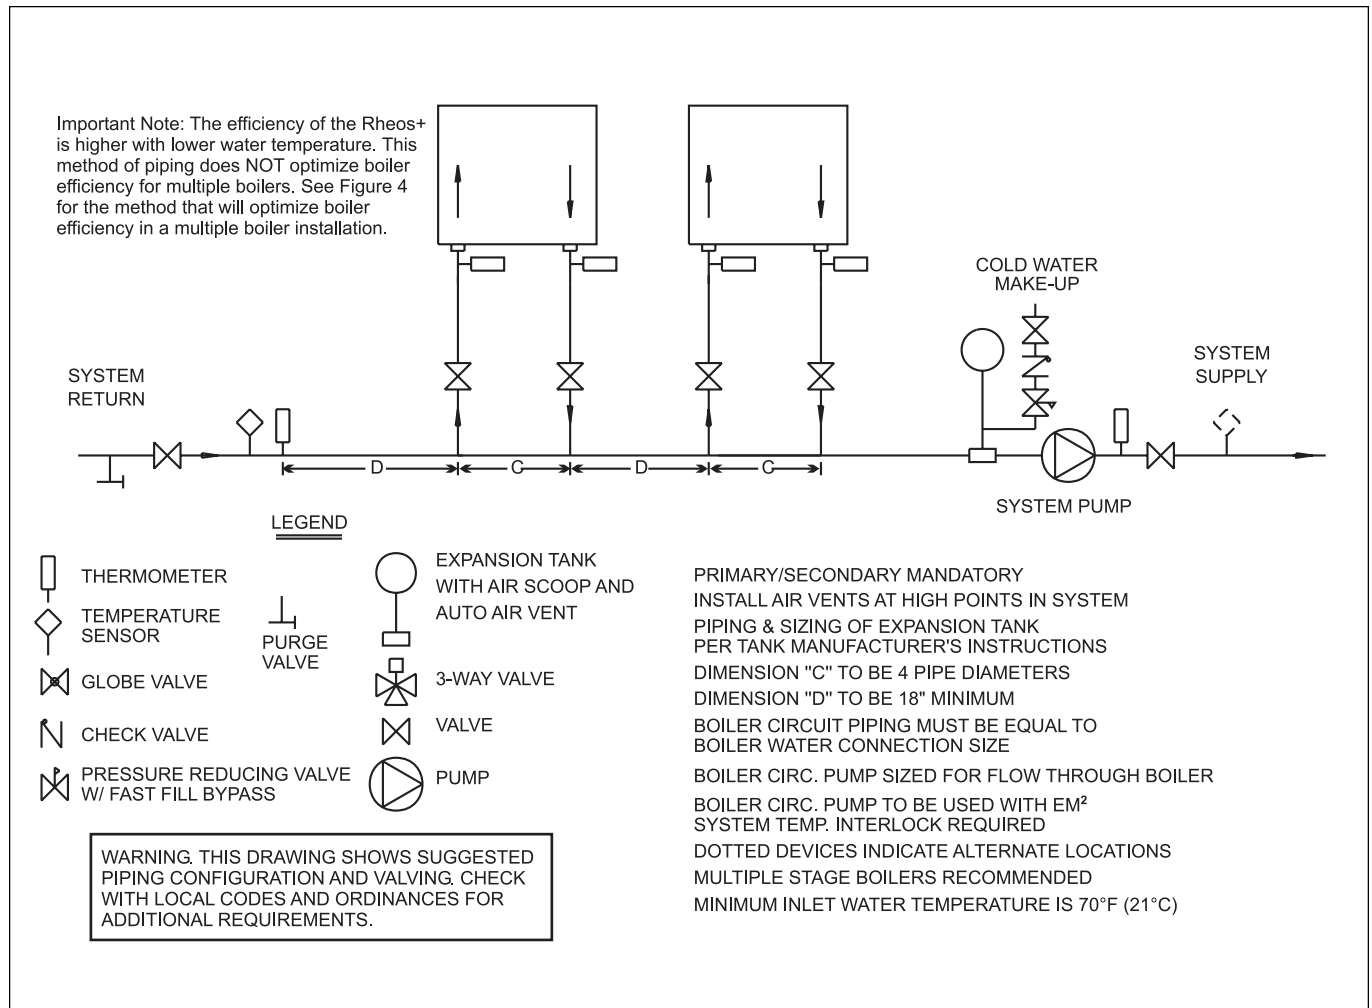 Important Note: The efficiency of the Rheos+
is higher with lower water temperature. This
method of piping does NOT optimize boiler
efficiency for multiple boilers. See Figure 4
for the method that will optimize boiler
efficiency in a multiple boiler installation.
COLD WATER
MAKE-UP
SYSTEM
RETURN
SYSTEM
SUPPLY
D
C
D
C
SYSTEM PUMP
LEGEND
THERMOMETER
TEMPERATURE
SENSOR
GLOBE VALVE
CHECK VALVE
PRESSURE REDUCING VALVE
W/ FAST FILL BYPASS
PURGE
VALVE
EXPANSION TANK
WITH AIR SCOOP AND
AUTO AIR VENT
3-WAY VALVE
VALVE
PUMP
PRIMARY/SECONDARY MANDATORY
INSTALL AIR VENTS AT HIGH POINTS IN SYSTEM
PIPING & SIZING OF EXPANSION TANK
PER TANK MANUFACTURER'S INSTRUCTIONS
DIMENSION "C" TO BE 4 PIPE DIAMETERS
DIMENSION "D" TO BE 18" MINIMUM
BOILER CIRCUIT PIPING MUST BE EQUAL TO
BOILER WATER CONNECTION SIZE
BOILER CIRC. PUMP SIZED FOR FLOW THROUGH BOILER
BOILER CIRC. PUMP TO BE USED WITH EM²
SYSTEM TEMP. INTERLOCK REQUIRED
DOTTED DEVICES INDICATE ALTERNATE LOCATIONS
MULTIPLE STAGE BOILERS RECOMMENDED
MINIMUM INLET WATER TEMPERATURE IS 70°F (21°C)
WARNING. THIS DRAWING SHOWS SUGGESTED
PIPING CONFIGURATION AND VALVING. CHECK
WITH LOCAL CODES AND ORDINANCES FOR
ADDITIONAL REQUIREMENTS.